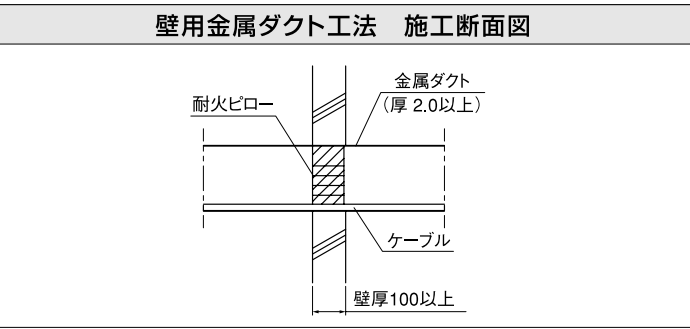 壁用金属ダクト工法　施工断面図
金属ダクト
（厚 2.0以上）
耐火ピロー
ケーブル
壁厚100以上